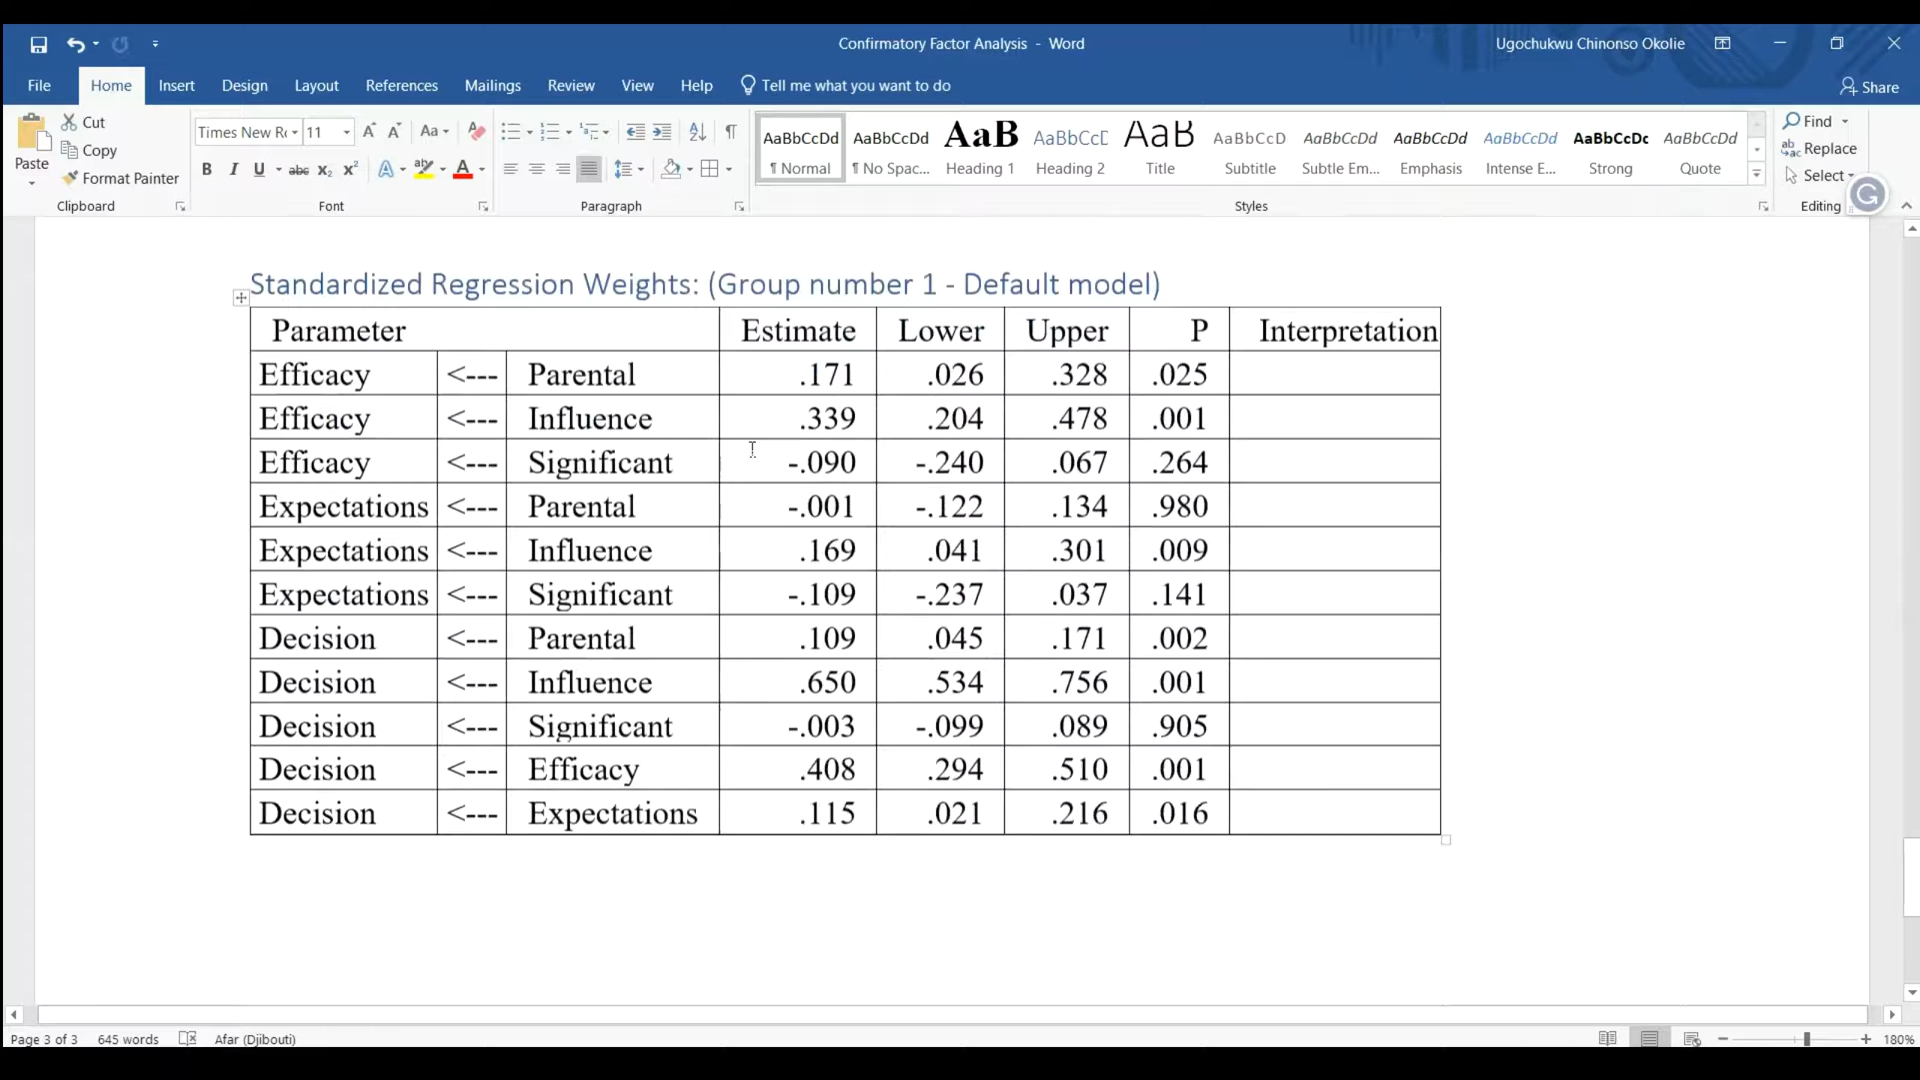 Confirmatory Factor Analysis - Word
Ugochukwu Chinonso Okolie
File Home Insert Design Layout References Mailings Review View Help Tell me what you want to do
Share
Paste
Cut
Copy
Format Painter
Clipboard
Times New Rc 11
Font
Paragraph
AaBbCcDd AaBbCcDd AaB AaBbCcE AaB AaBbCcD AaBbCcDd AaBbCcDd AaBbCcDd AaBbCcDc AaBbCcDd
¶ Normal ¶ No Spac... Heading 1 Heading 2 Title Subtitle Subtle Em... Emphasis Intense E... Strong Quote
Styles
Find
Replace
Select
Editing
Standardized Regression Weights: (Group number 1 - Default model)
Parameter Estimate Lower Upper P Interpretation
Efficacy <--- Parental .171 .026 .328 .025
Efficacy <--- Influence .339 .204 .478 .001
Efficacy <--- Significant -.090 -.240 .067 .264
Expectations <--- Parental -.001 -.122 .134 .980
Expectations <--- Influence .169 .041 .301 .009
Expectations <--- Significant -.109 -.237 .037 .141
Decision <--- Parental .109 .045 .171 .002
Decision <--- Influence .650 .534 .756 .001
Decision <--- Significant -.003 -.099 .089 .905
Decision <--- Efficacy .408 .294 .510 .001
Decision <--- Expectations .115 .021 .216 .016
Page 3 of 3 645 words Afar (Djibouti) 180%